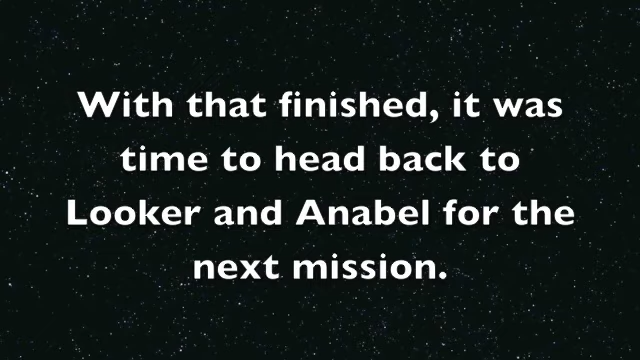 With that finished, it was
time to head back to
Looker and Anabel for the
next mission.